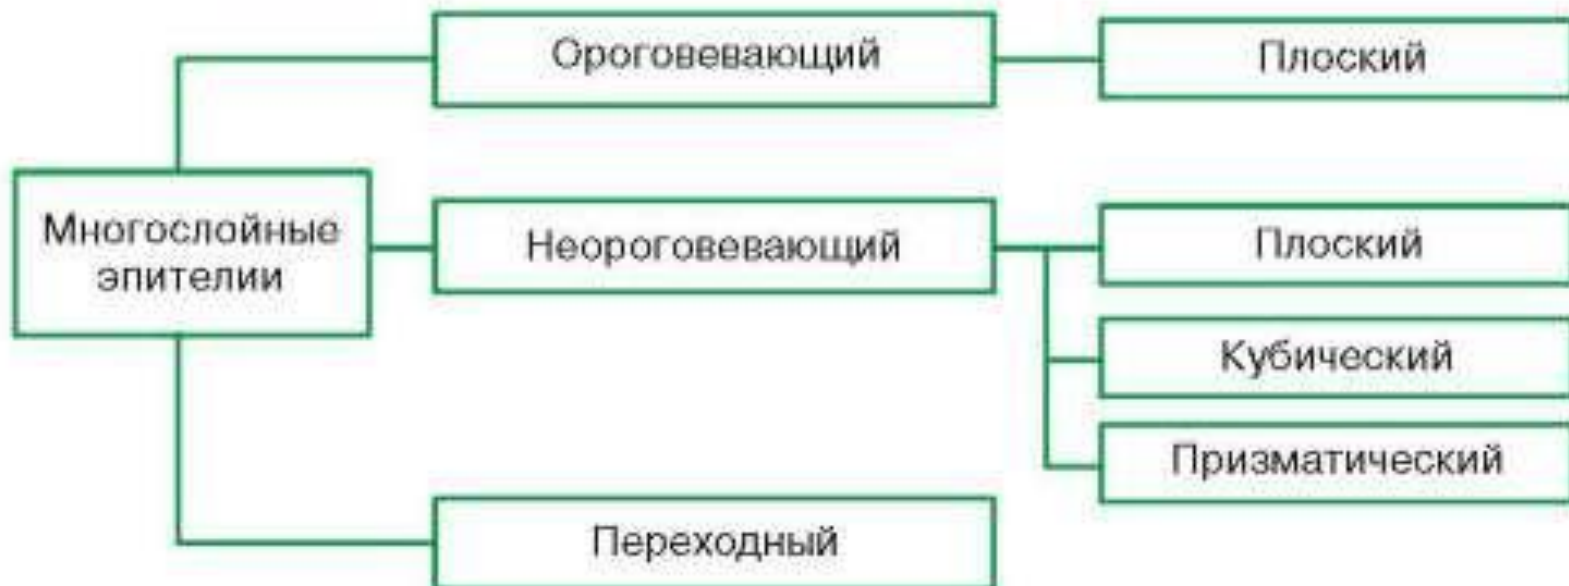 Ороговевающий
Плоский
Многослойные
эпителии
Неороговевающий
Плоский
Кубический
Призматический
Переходный